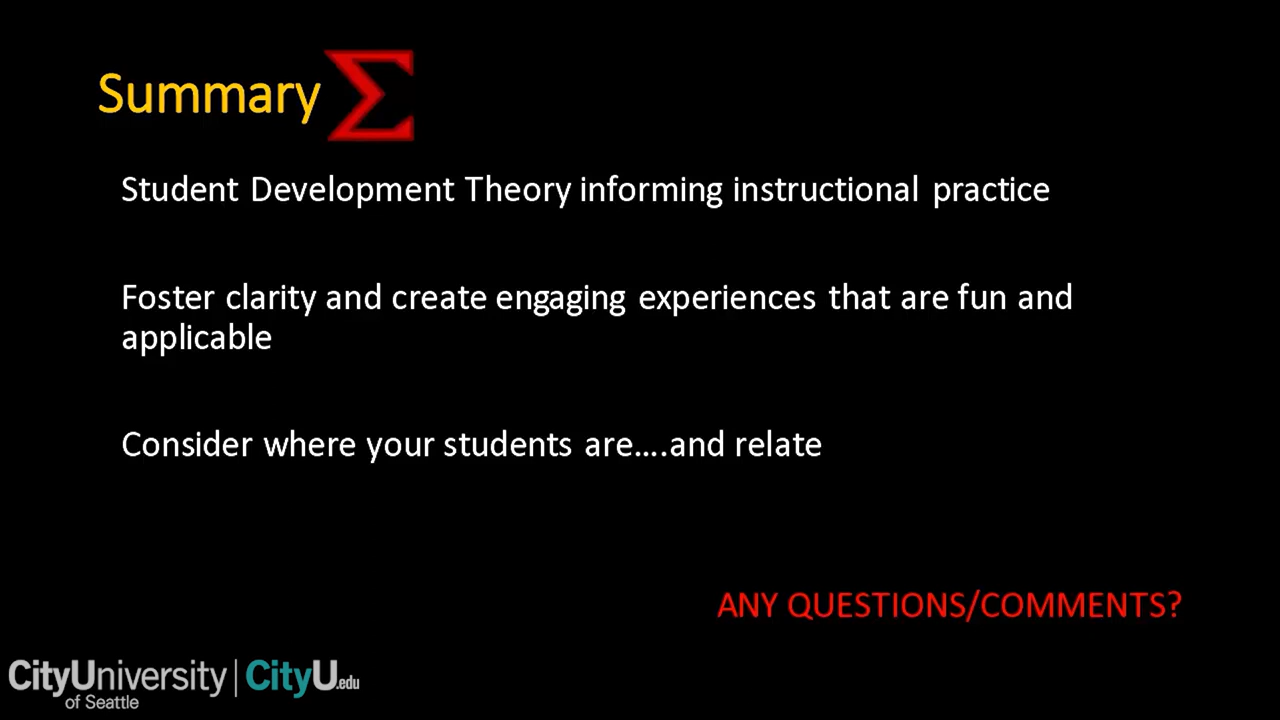 Summary Σ
Student Development Theory informing instructional practice
Foster clarity and create engaging experiences that are fun and
applicable
Consider where your students are....and relate
ANY QUESTIONS/COMMENTS?
CityUniversity | CityU.edu
of Seattle